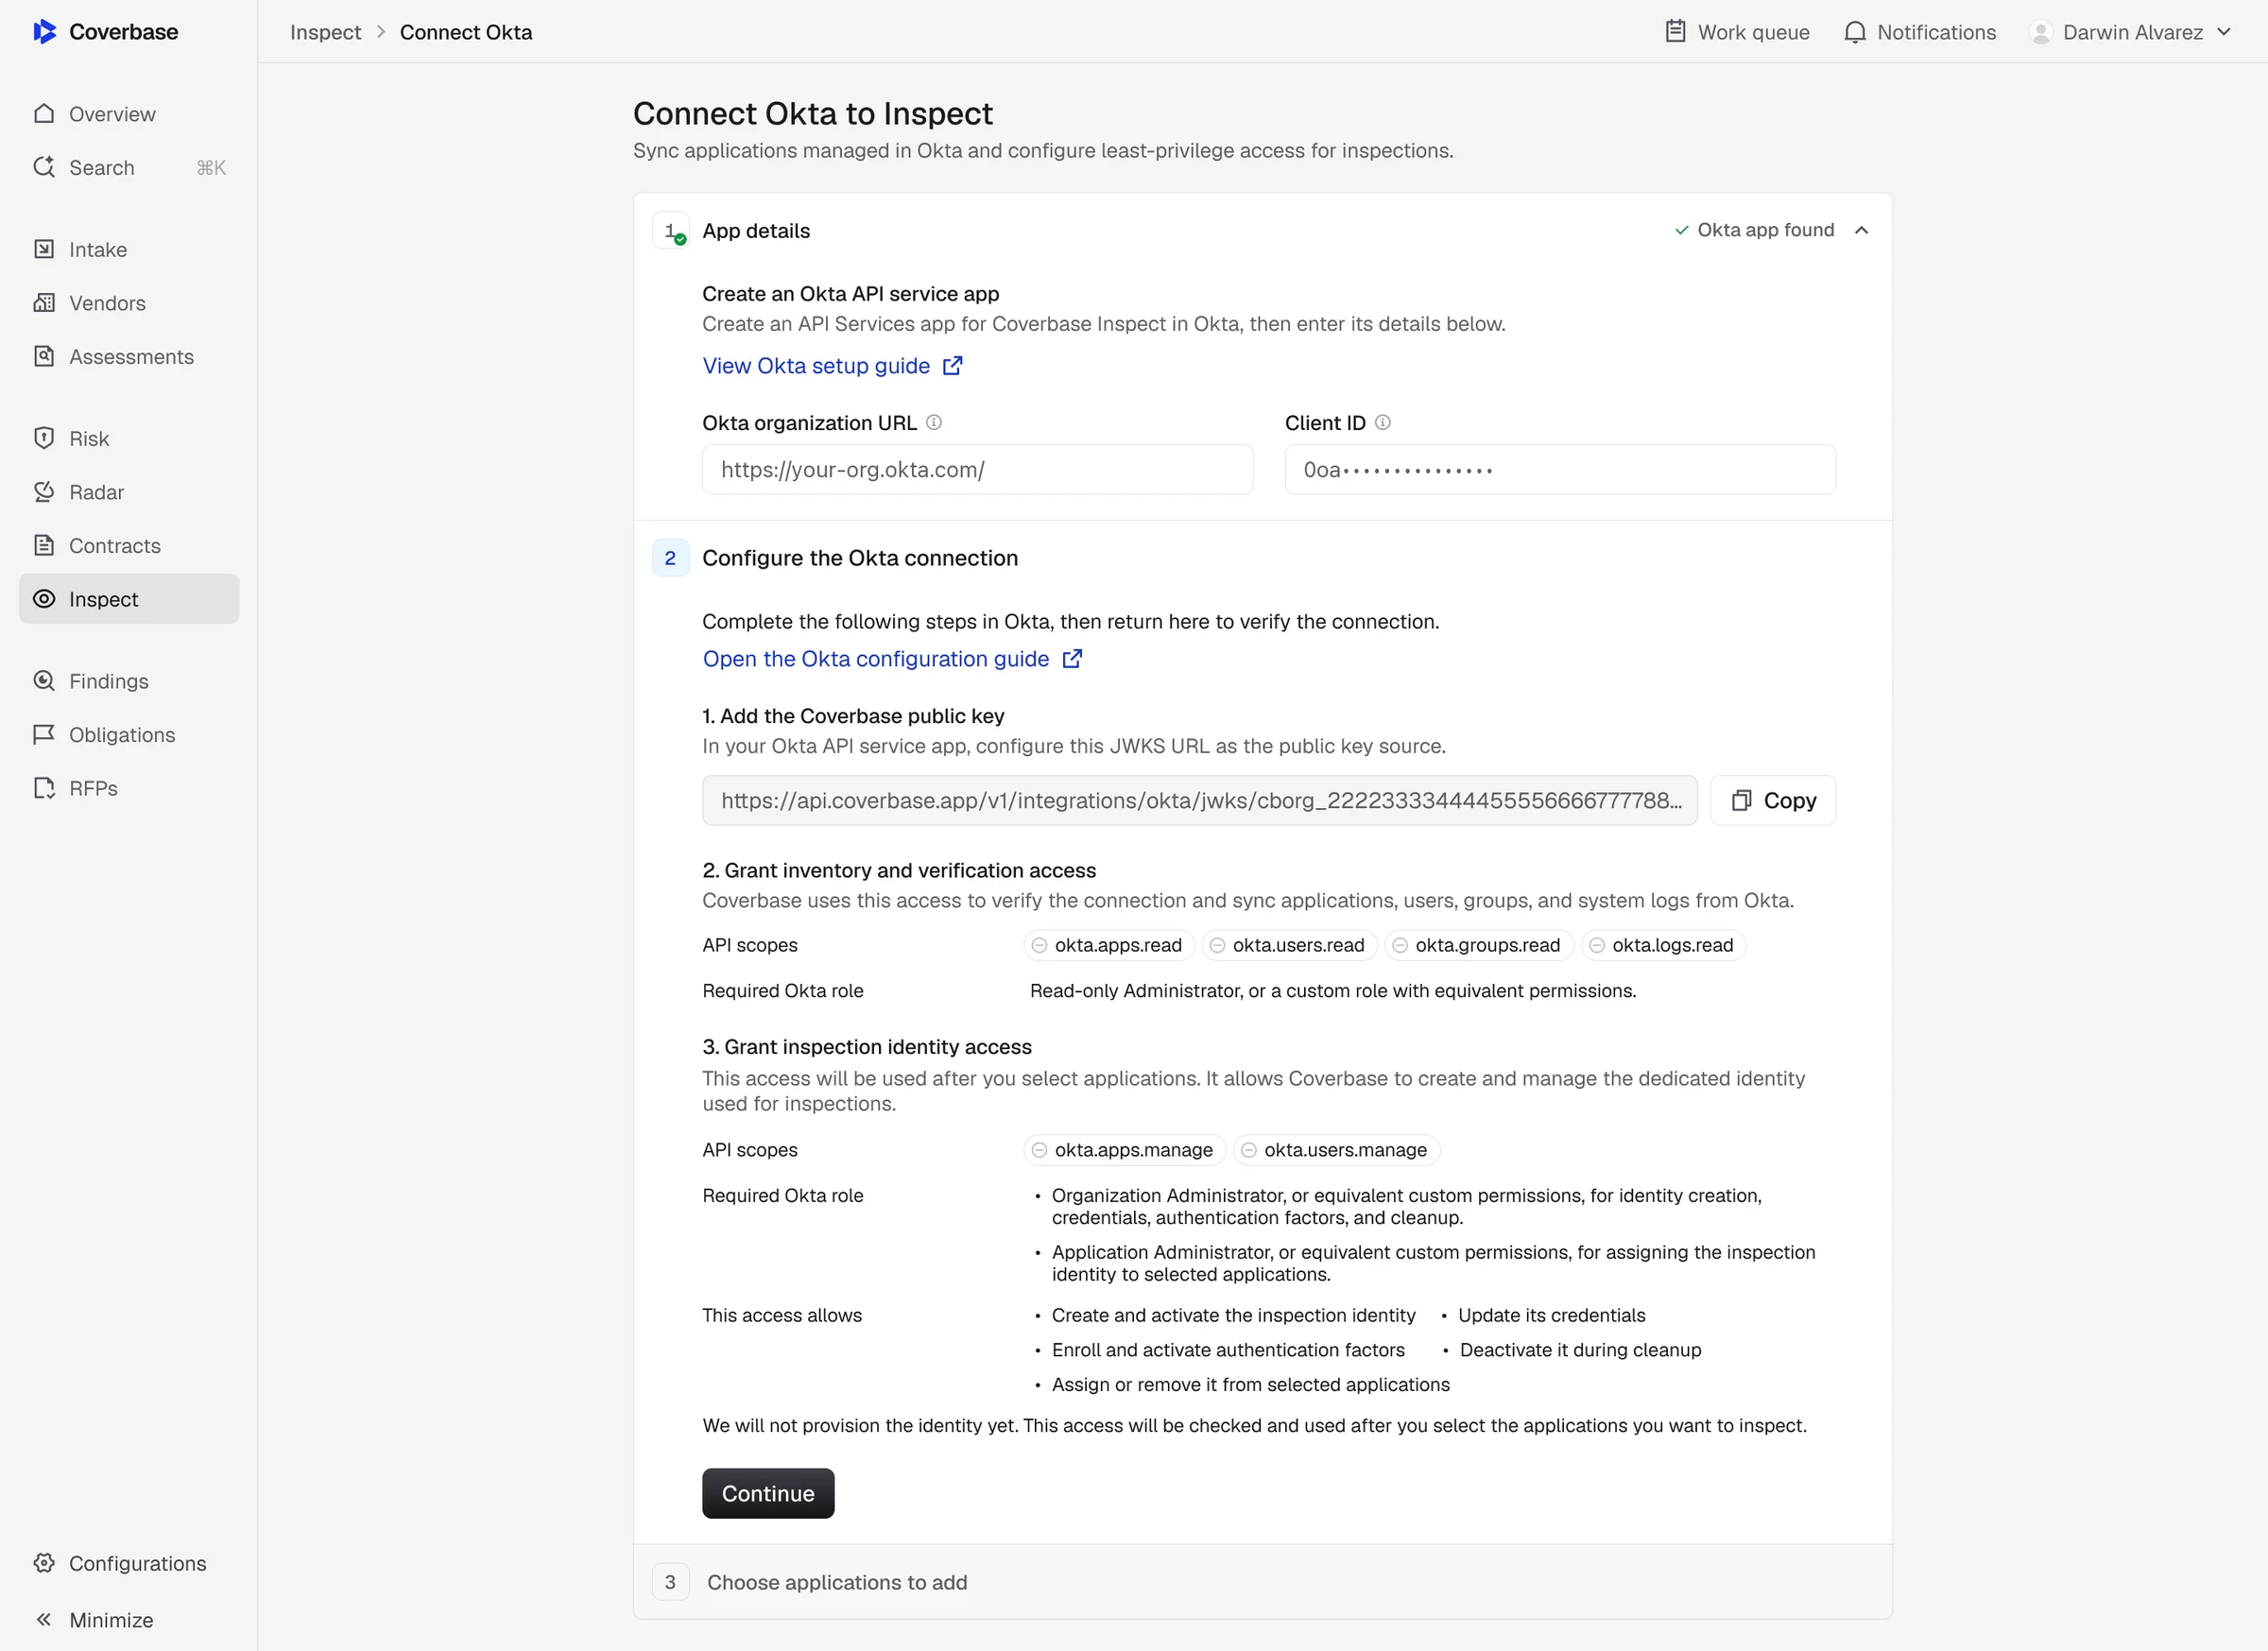 Coverbase
Inspect
Connect Okta
Work queue
Notifications
Darwin Alvarez
Overview
Search ⌘K
Intake
Vendors
Assessments
Risk
Radar
Contracts
Inspect
Findings
Obligations
RFPs
Configurations
Minimize
Connect Okta to Inspect
Sync applications managed in Okta and configure least-privilege access for inspections.
1 App details
Okta app found
Create an Okta API service app
Create an API Services app for Coverbase Inspect in Okta, then enter its details below.
View Okta setup guide
Okta organization URL
Client ID
https://your-org.okta.com/
0oa•••••••••••••••
2 Configure the Okta connection
Complete the following steps in Okta, then return here to verify the connection.
Open the Okta configuration guide
1. Add the Coverbase public key
In your Okta API service app, configure this JWKS URL as the public key source.
https://api.coverbase.app/v1/integrations/okta/jwks/cborg_22223333444455556666777788...
Copy
2. Grant inventory and verification access
Coverbase uses this access to verify the connection and sync applications, users, groups, and system logs from Okta.
API scopes okta.apps.read okta.users.read okta.groups.read okta.logs.read
Required Okta role Read-only Administrator, or a custom role with equivalent permissions.
3. Grant inspection identity access
This access will be used after you select applications. It allows Coverbase to create and manage the dedicated identity
used for inspections.
API scopes okta.apps.manage okta.users.manage
Required Okta role • Organization Administrator, or equivalent custom permissions, for identity creation,
credentials, authentication factors, and cleanup.
• Application Administrator, or equivalent custom permissions, for assigning the inspection
identity to selected applications.
This access allows • Create and activate the inspection identity • Update its credentials
• Enroll and activate authentication factors • Deactivate it during cleanup
• Assign or remove it from selected applications
We will not provision the identity yet. This access will be checked and used after you select the applications you want to inspect.
Continue
3 Choose applications to add